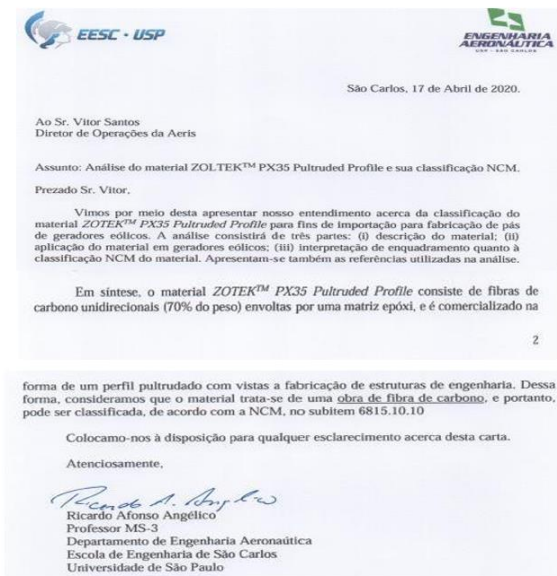 EESC · USP
ENGENHARIA
AERONÁUTICA
USP - SÃO CARLOS
São Carlos, 17 de Abril de 2020.
Ao Sr. Vitor Santos
Diretor de Operações da Aeris
Assunto: Análise do material ZOLTEK™ PX35 Pultruded Profile e sua classificação NCM.
Prezado Sr. Vitor,
Vimos por meio desta apresentar nosso entendimento acerca da classificação do
material ZOTEK™ PX35 Pultruded Profile para fins de importação para fabricação de pás
de geradores eólicos. A análise consistirá de três partes: (i) descrição do material; (ii)
aplicação do material em geradores eólicos; (iii) interpretação de enquadramento quanto à
classificação NCM do material. Apresentam-se também as referências utilizadas na análise.
Em síntese, o material ZOTEK™ PX35 Pultruded Profile consiste de fibras de
carbono unidirecionais (70% do peso) envoltas por uma matriz epóxi, e é comercializado na
2
forma de um perfil pultrudado com vistas a fabricação de estruturas de engenharia. Dessa
forma, consideramos que o material trata-se de uma obra de fibra de carbono, e portanto,
pode ser classificada, de acordo com a NCM, no subitem 6815.10.10
Colocamo-nos à disposição para qualquer esclarecimento acerca desta carta.
Atenciosamente,
Ricardo A. Angélico
Ricardo Afonso Angélico
Professor MS-3
Departamento de Engenharia Aeronaútica
Escola de Engenharia de São Carlos
Universidade de São Paulo